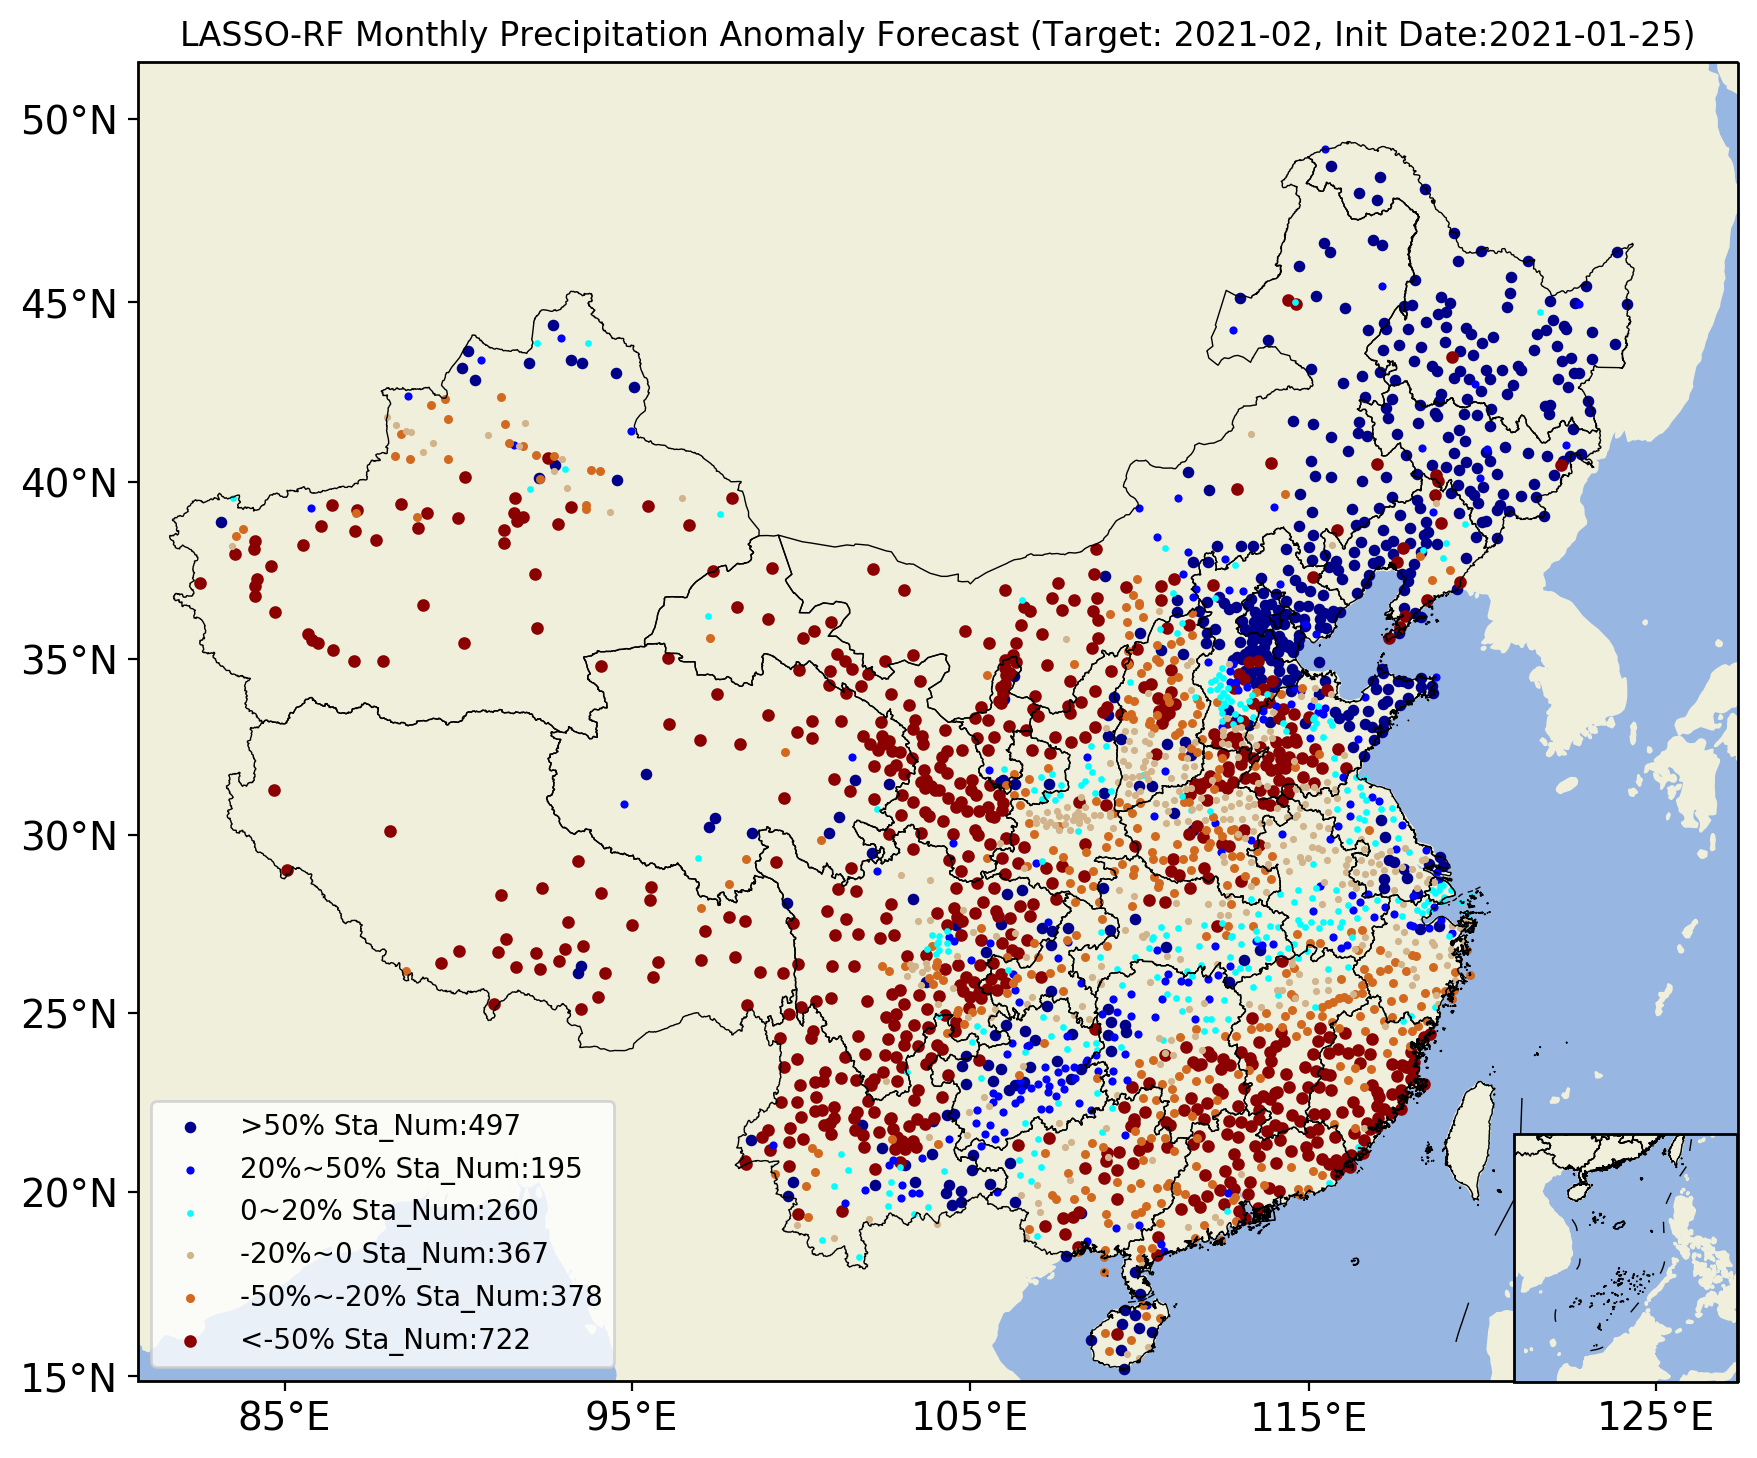 LASSO-RF Monthly Precipitation Anomaly Forecast (Target: 2021-02, Init Date:2021-01-25)
50°N
45°N
40°N
35°N
30°N
25°N
20°N
15°N
>50% Sta_Num:497
20%~50% Sta_Num:195
0~20% Sta_Num:260
-20%~0 Sta_Num:367
-50%~-20% Sta_Num:378
<-50% Sta_Num:722
85°E
95°E
105°E
115°E
125°E